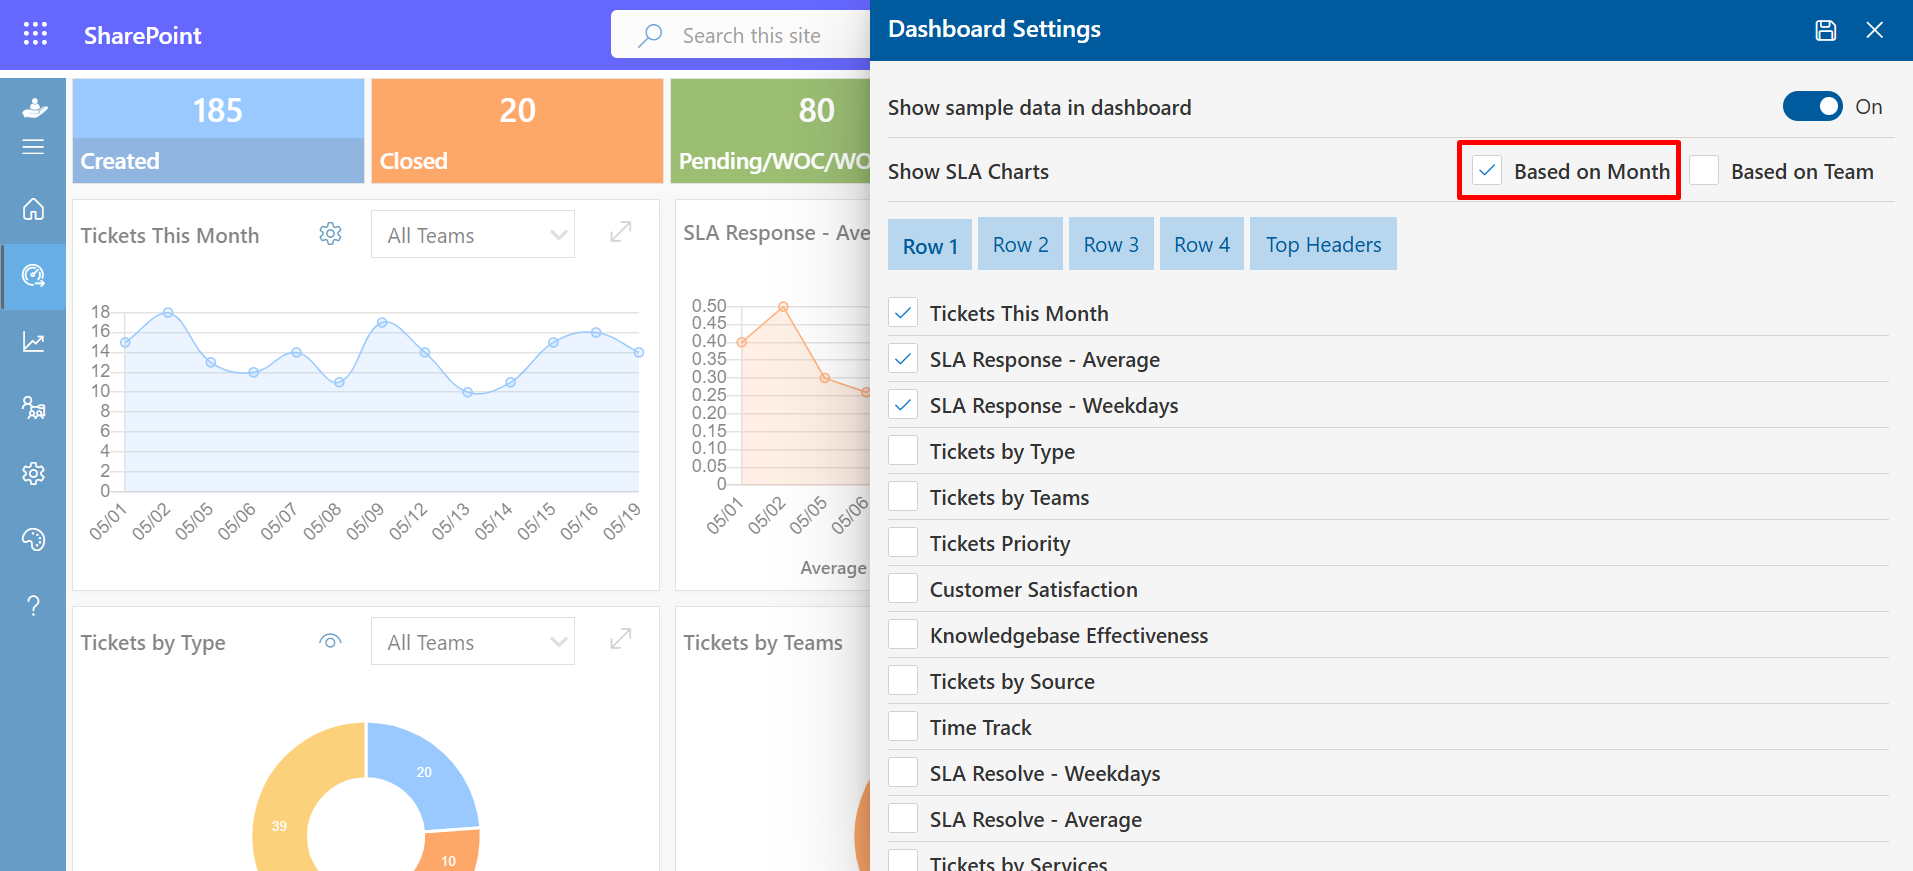 SharePoint
Search this site
Dashboard Settings
185
Created
20
Closed
80
Pending/WOC/WO
Show sample data in dashboard
On
Show SLA Charts
Based on Month
Based on Team
Row 1
Row 2
Row 3
Row 4
Top Headers
Tickets This Month
All Teams
18
16
14
12
10
8
6
4
2
0
05/01
05/02
05/05
05/06
05/07
05/08
05/09
05/12
05/13
05/14
05/15
05/16
05/19
SLA Response - Ave
0.50
0.45
0.40
0.35
0.30
0.25
0.20
0.15
0.10
0.05
0
05/01
05/02
05/05
05/06
Average
Tickets by Type
All Teams
20
39
10
Tickets by Teams
Tickets This Month
SLA Response - Average
SLA Response - Weekdays
Tickets by Type
Tickets by Teams
Tickets Priority
Customer Satisfaction
Knowledgebase Effectiveness
Tickets by Source
Time Track
SLA Resolve - Weekdays
SLA Resolve - Average
Tickets by Services